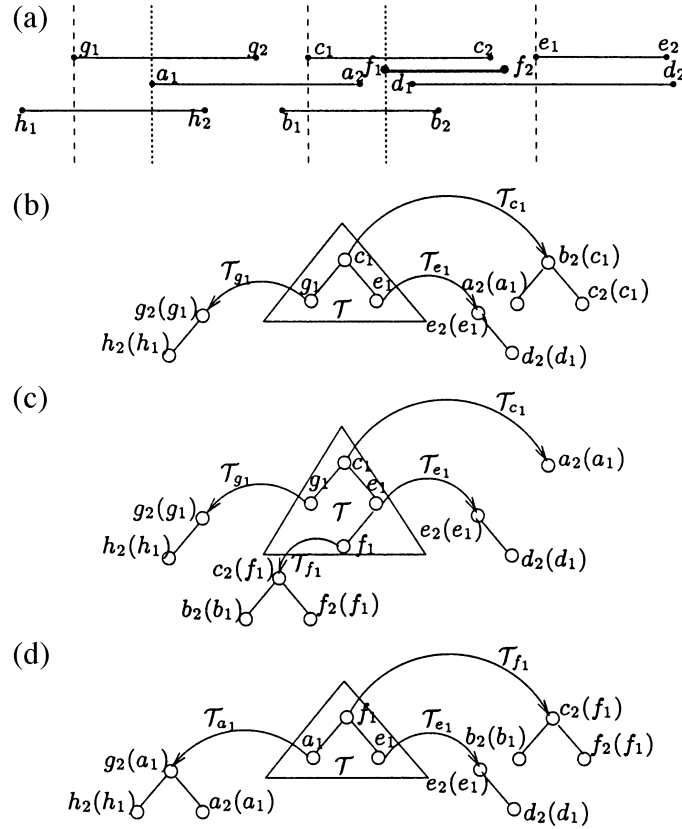 (a)
g1 g2 c1 c2 e1 e2
a1 a2 f1 d1 f2 d2
h1 h2 b1 b2
(b)
𝒯c1
𝒯g1 c1 𝒯e1 b2(c1)
g2(g1) g1 e1 a2(a1) c2(c1)
h2(h1) 𝒯 e2(e1) d2(d1)
(c)
𝒯c1
𝒯g1 c1 𝒯e1 a2(a1)
g2(g1) g1 𝒯 e1 e2(e1)
h2(h1) f1 d2(d1)
c2(f1) 𝒯f1
b2(b1) f2(f1)
(d)
𝒯f1
𝒯a1 f1 𝒯e1 c2(f1)
g2(a1) a1 e1 b2(b1) f2(f1)
h2(h1) a2(a1) 𝒯 e2(e1) d2(d1)